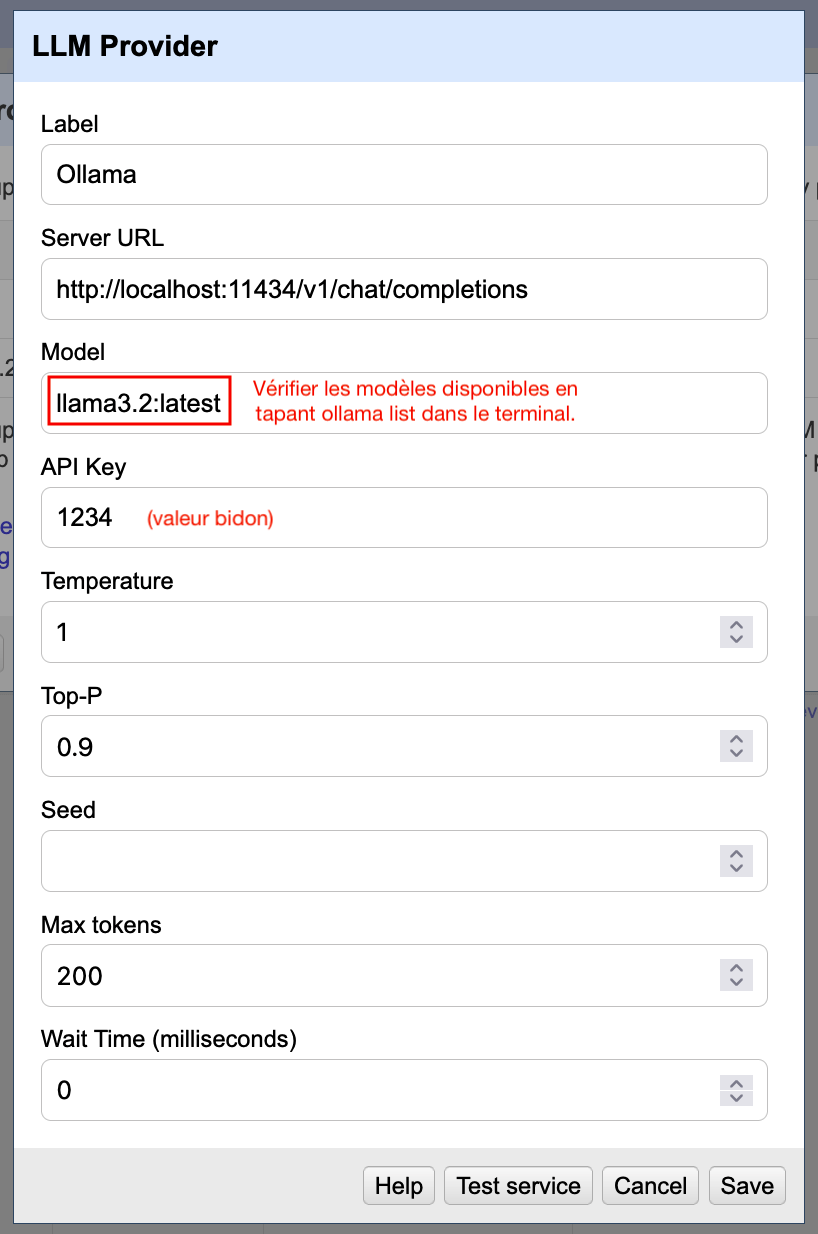 LLM Provider
Label
Ollama
Server URL
http://localhost:11434/v1/chat/completions
Model
llama3.2:latest
Vérifier les modèles disponibles en
tapant ollama list dans le terminal.
API Key
1234 (valeur bidon)
Temperature
1
Top-P
0.9
Seed
Max tokens
200
Wait Time (milliseconds)
0
Help Test service Cancel Save